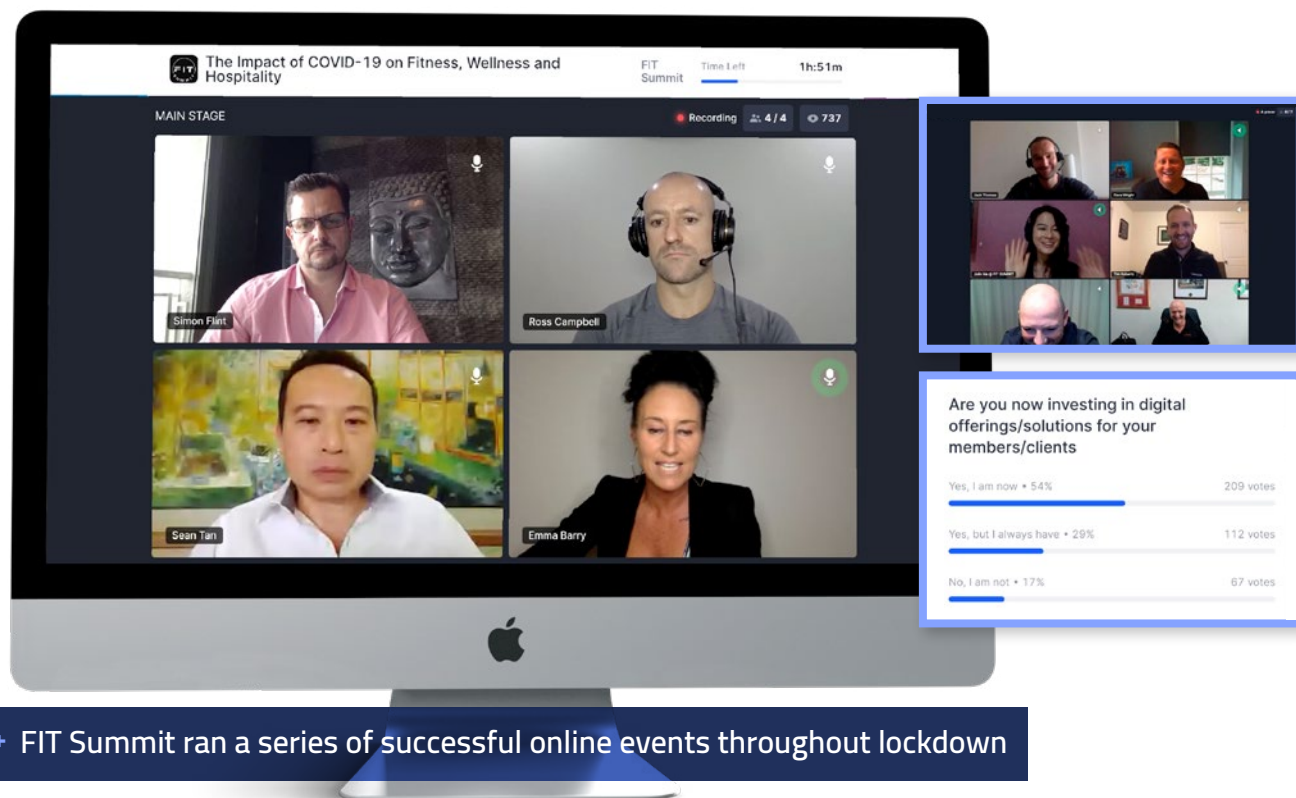 FIT
The Impact of COVID-19 on Fitness, Wellness and
Hospitality
FIT
Summit
Time Left
1h:51m
MAIN STAGE
Recording
4 / 4
737
Simon Flint
Ross Campbell
Sean Tan
Emma Barry
Are you now investing in digital
offerings/solutions for your
members/clients
Yes, I am now • 54%
209 votes
Yes, but I always have • 29%
112 votes
No, I am not • 17%
67 votes
+ FIT Summit ran a series of successful online events throughout lockdown